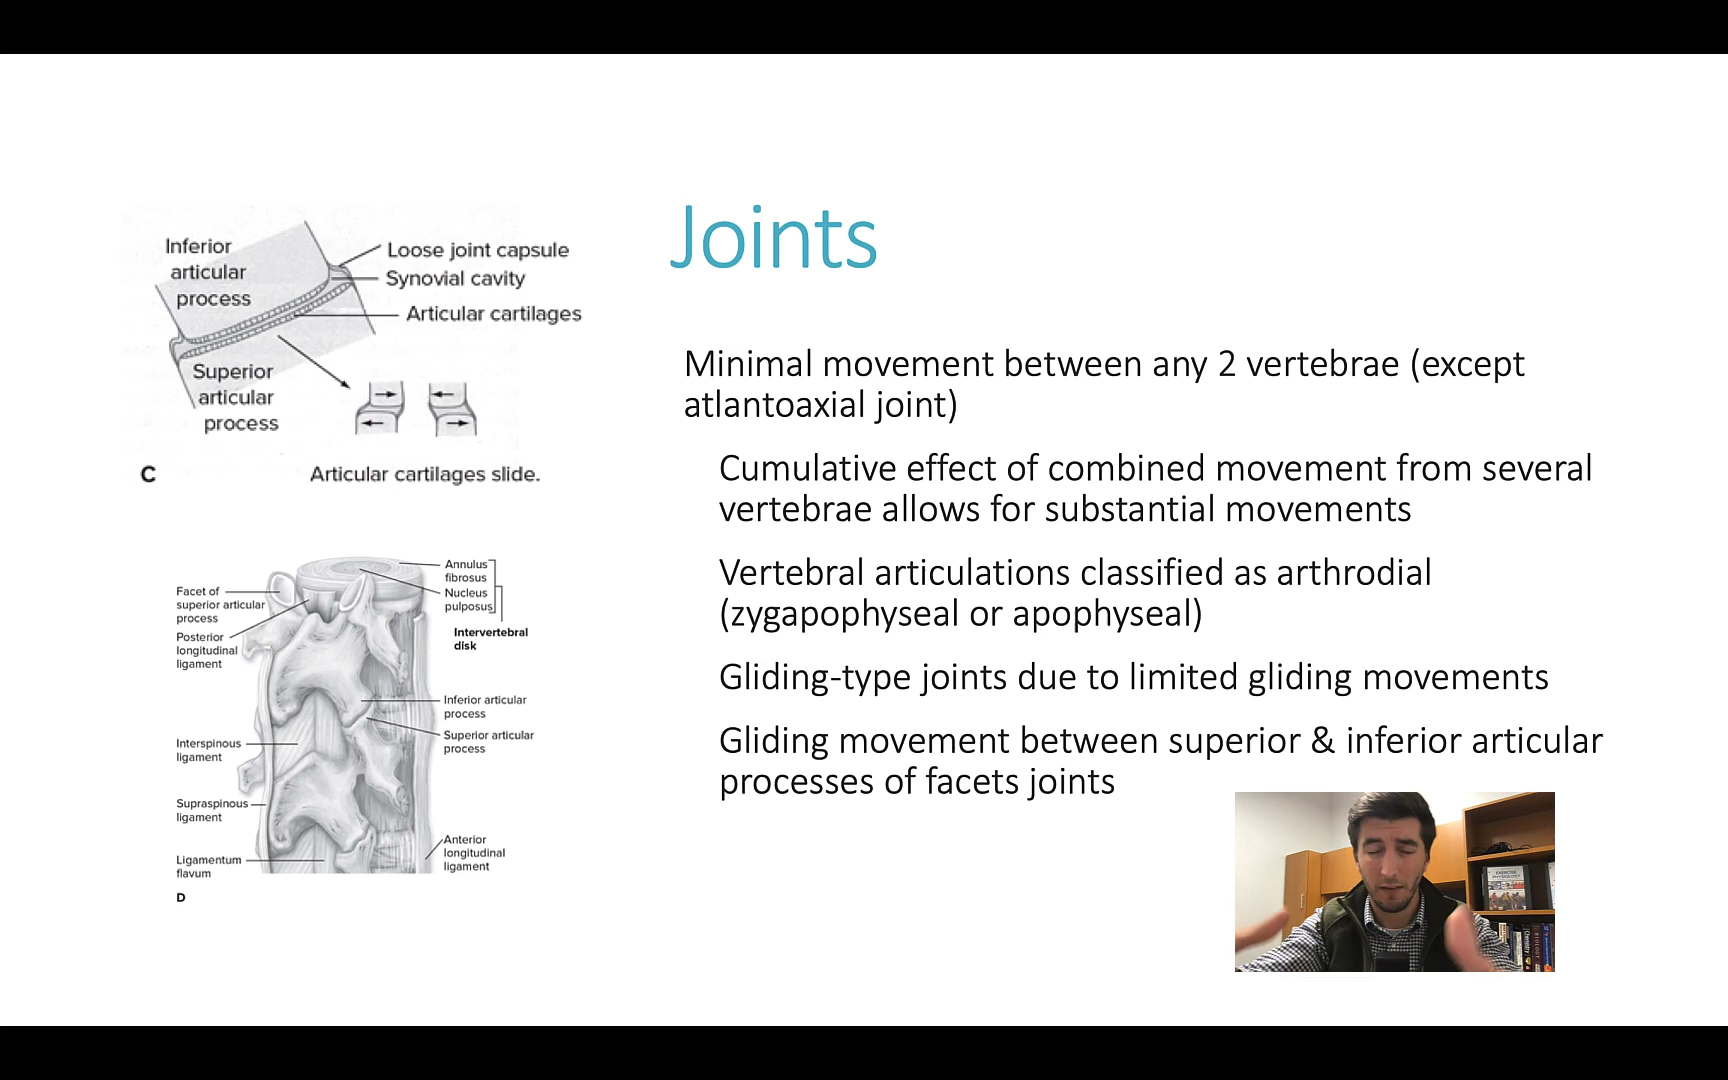 Joints
Minimal movement between any 2 vertebrae (except
atlantoaxial joint)
Cumulative effect of combined movement from several
vertebrae allows for substantial movements
Vertebral articulations classified as arthrodial
(zygapophyseal or apophyseal)
Gliding-type joints due to limited gliding movements
Gliding movement between superior & inferior articular
processes of facets joints
Inferior
articular
process
Loose joint capsule
Synovial cavity
Articular cartilages
Superior
articular
process
C
Articular cartilages slide.
Facet of
superior articular
process
Posterior
longitudinal
ligament
Interspinous
ligament
Supraspinous
ligament
Ligamentum
flavum
Annulus
fibrosus
Nucleus
pulposus
Intervertebral
disk
Inferior articular
process
Superior articular
process
Anterior
longitudinal
ligament
D
EXERCISE
PHYSIOLOGY
Chemistry
BIOLOGY